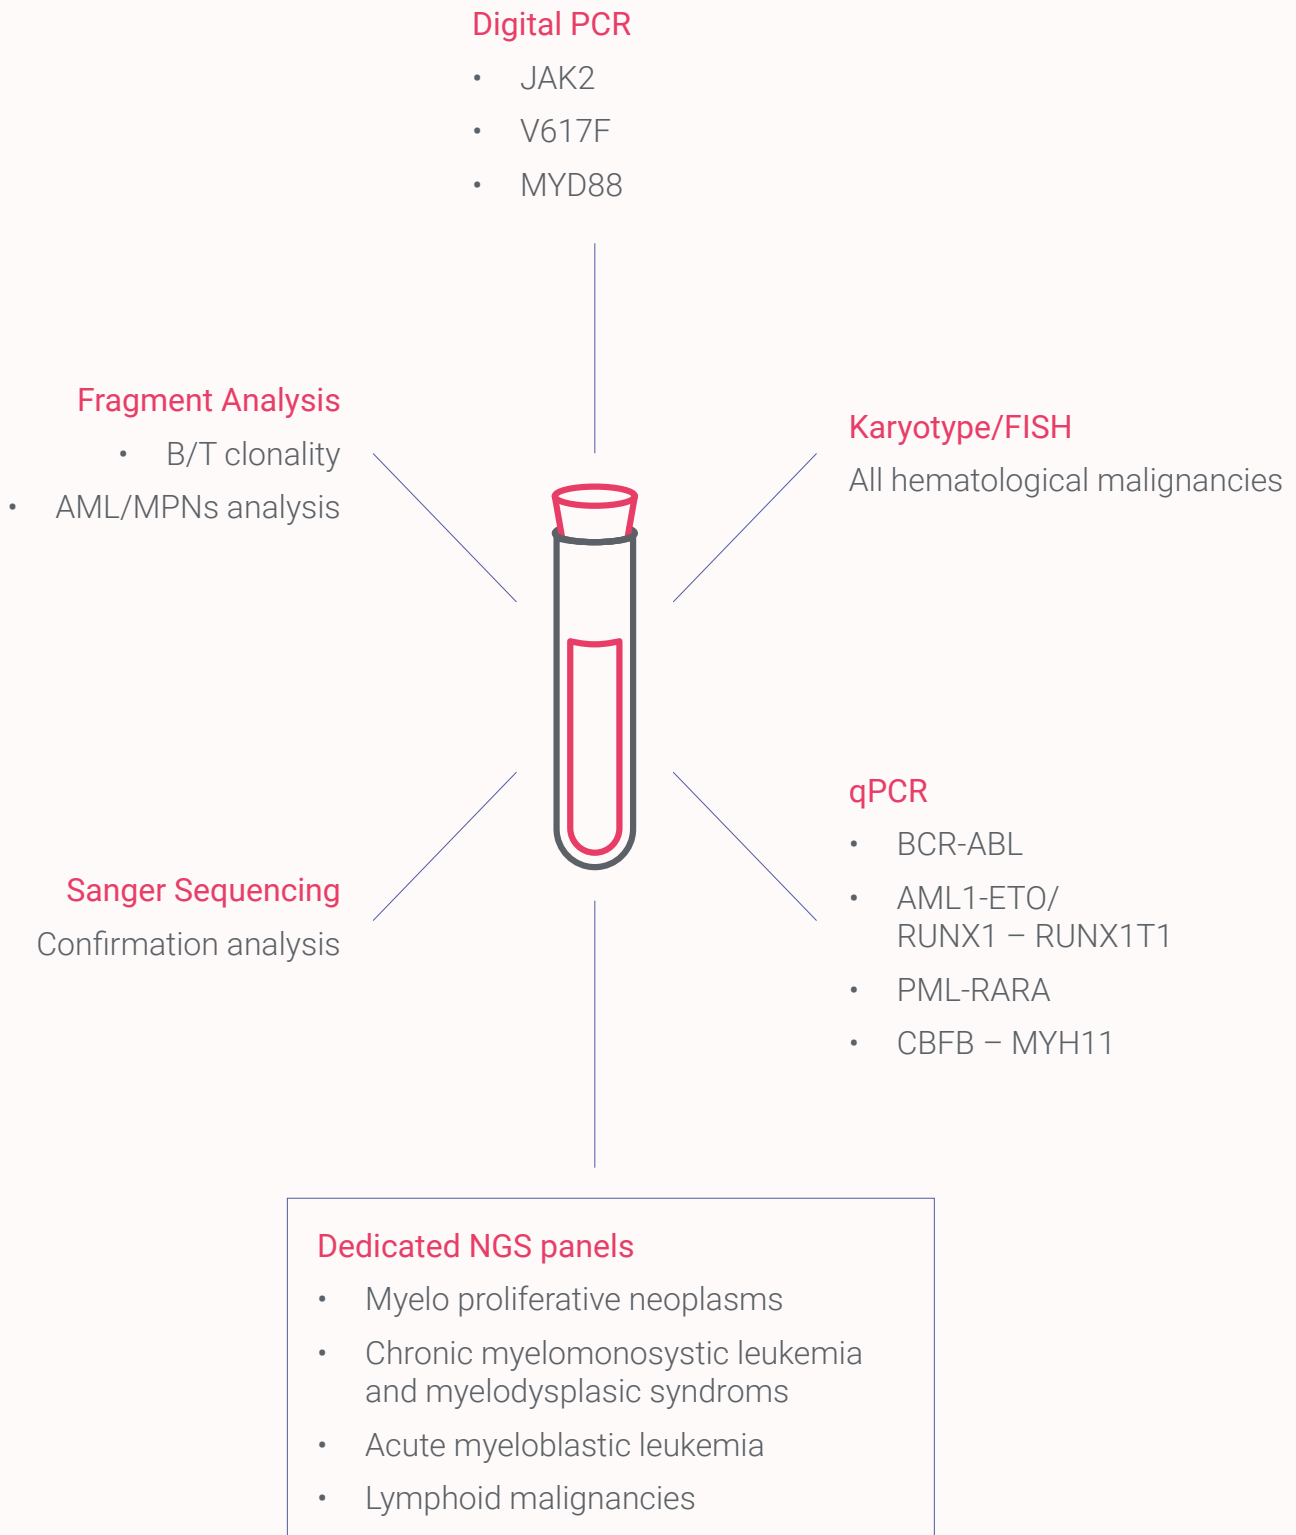 Digital PCR
• JAK2
• V617F
• MYD88
Fragment Analysis
• B/T clonality
• AML/MPNs analysis
Karyotype/FISH
All hematological malignancies
Sanger Sequencing
Confirmation analysis
qPCR
• BCR-ABL
• AML1-ETO/
RUNX1 – RUNX1T1
• PML-RARA
• CBFB – MYH11
Dedicated NGS panels
• Myelo proliferative neoplasms
• Chronic myelomonosystic leukemia
and myelodysplasic syndroms
• Acute myeloblastic leukemia
• Lymphoid malignancies